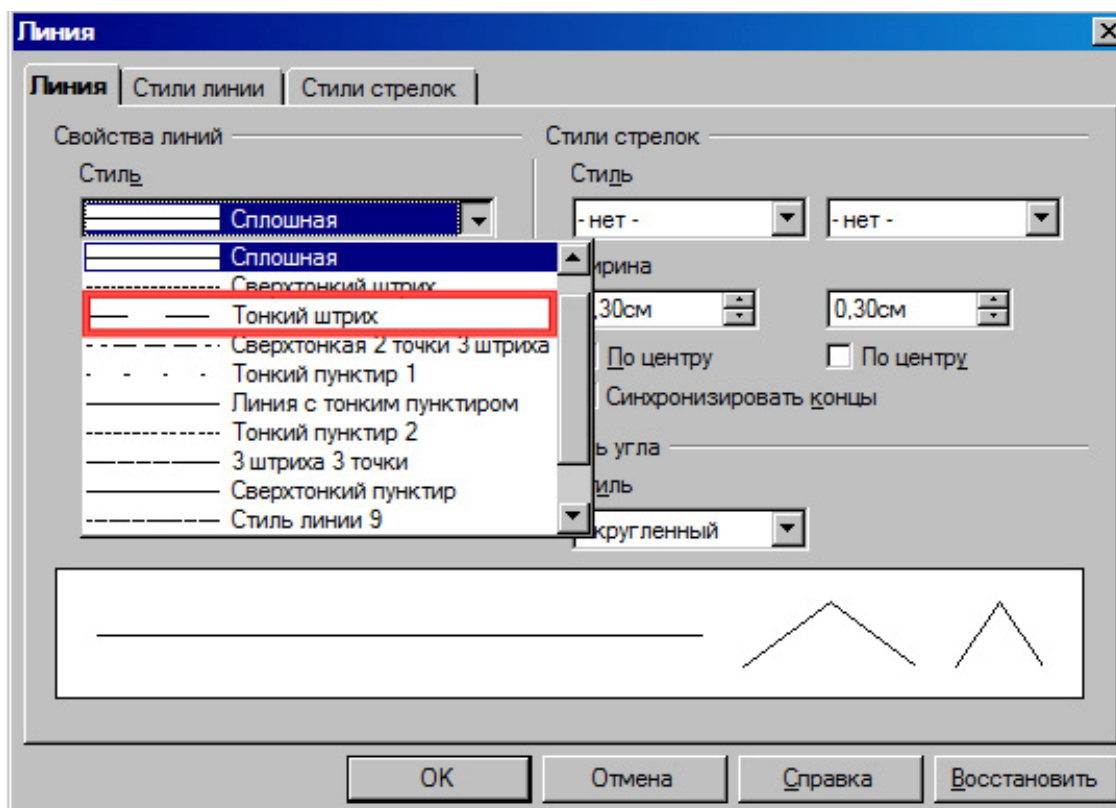 Линия
Линия Стили линии Стили стрелок
Свойства линий
Стиль
Сплошная
Сплошная
Сверхтонкий штрих
Тонкий штрих
Сверхтонкая 2 точки 3 штриха
Тонкий пунктир 1
Линия с тонким пунктиром
Тонкий пунктир 2
3 штриха 3 точки
Сверхтонкий пунктир
Стиль линии 9
Стили стрелок
Стиль
- нет - - нет -
ирина
,30см 0,30см
По центру По центру
Синхронизировать концы
ь угла
иль
кругленный
OK Отмена Справка Восстановить